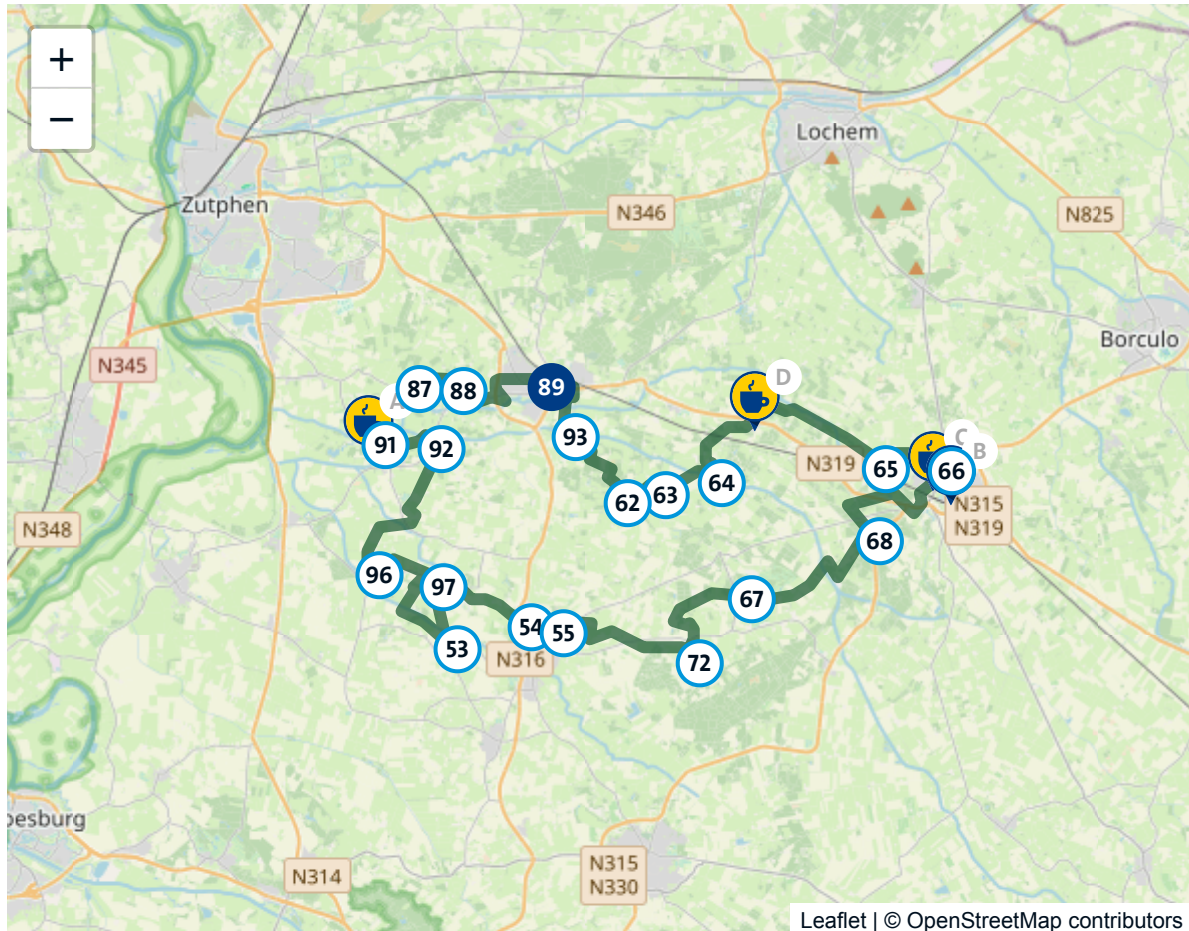 +
−
Lochem
Zutphen
N346
N825
Borculo
N345
D
A
87
88
89
91
92
93
C
B
N319
65
66
62
63
64
N348
N315
N319
68
96
97
67
54
55
53
N316
72
oesburg
N314
N315
N330
Leaflet | © OpenStreetMap contributors